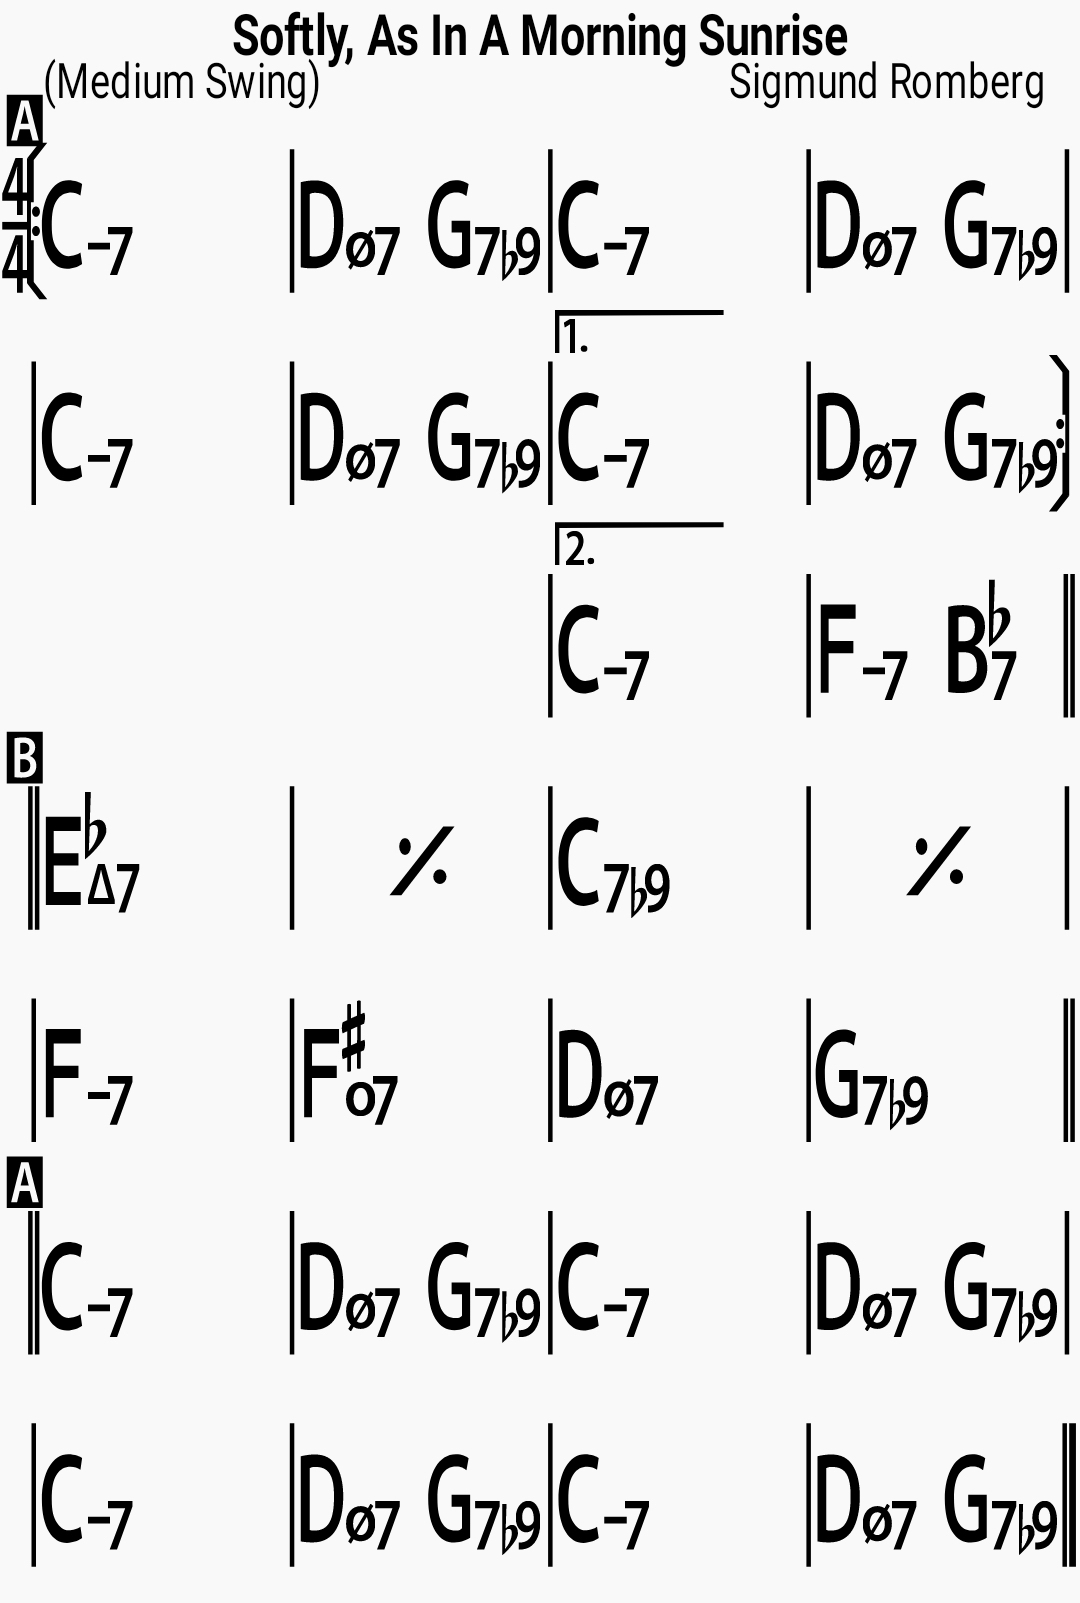 Softly, As In A Morning Sunrise
(Medium Swing) Sigmund Romberg
A
4/4 C-7 Dø7 G7♭9 C-7 Dø7 G7♭9
1.
C-7 Dø7 G7♭9 C-7 Dø7 G7♭9
2.
C-7 F-7 B♭7
B
E♭Δ7 𝄎 C7♭9 𝄎
F-7 F♯o7 Dø7 G7♭9
A
C-7 Dø7 G7♭9 C-7 Dø7 G7♭9
C-7 Dø7 G7♭9 C-7 Dø7 G7♭9